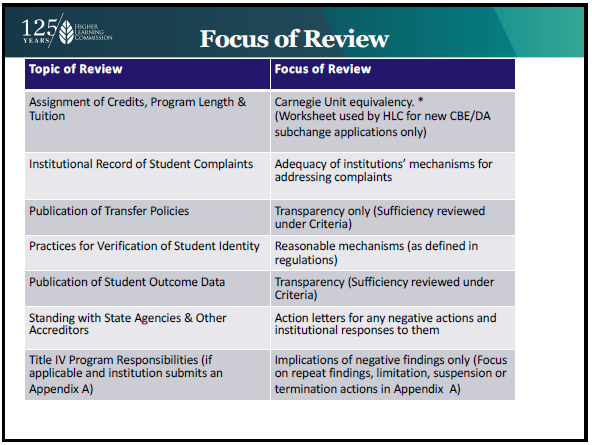 125
YEARS
HIGHER
LEARNING
COMMISSION
Focus of Review
Topic of Review
Focus of Review
Assignment of Credits, Program Length &
Tuition
Carnegie Unit equivalency. *
(Worksheet used by HLC for new CBE/DA
subchange applications only)
Institutional Record of Student Complaints
Adequacy of institutions’ mechanisms for
addressing complaints
Publication of Transfer Policies
Transparency only (Sufficiency reviewed
under Criteria)
Practices for Verification of Student Identity
Reasonable mechanisms (as defined in
regulations)
Publication of Student Outcome Data
Transparency (Sufficiency reviewed under
Criteria)
Standing with State Agencies & Other
Accreditors
Action letters for any negative actions and
institutional responses to them
Title IV Program Responsibilities (if
applicable and institution submits an
Appendix A)
Implications of negative findings only (Focus
on repeat findings, limitation, suspension or
termination actions in Appendix A)